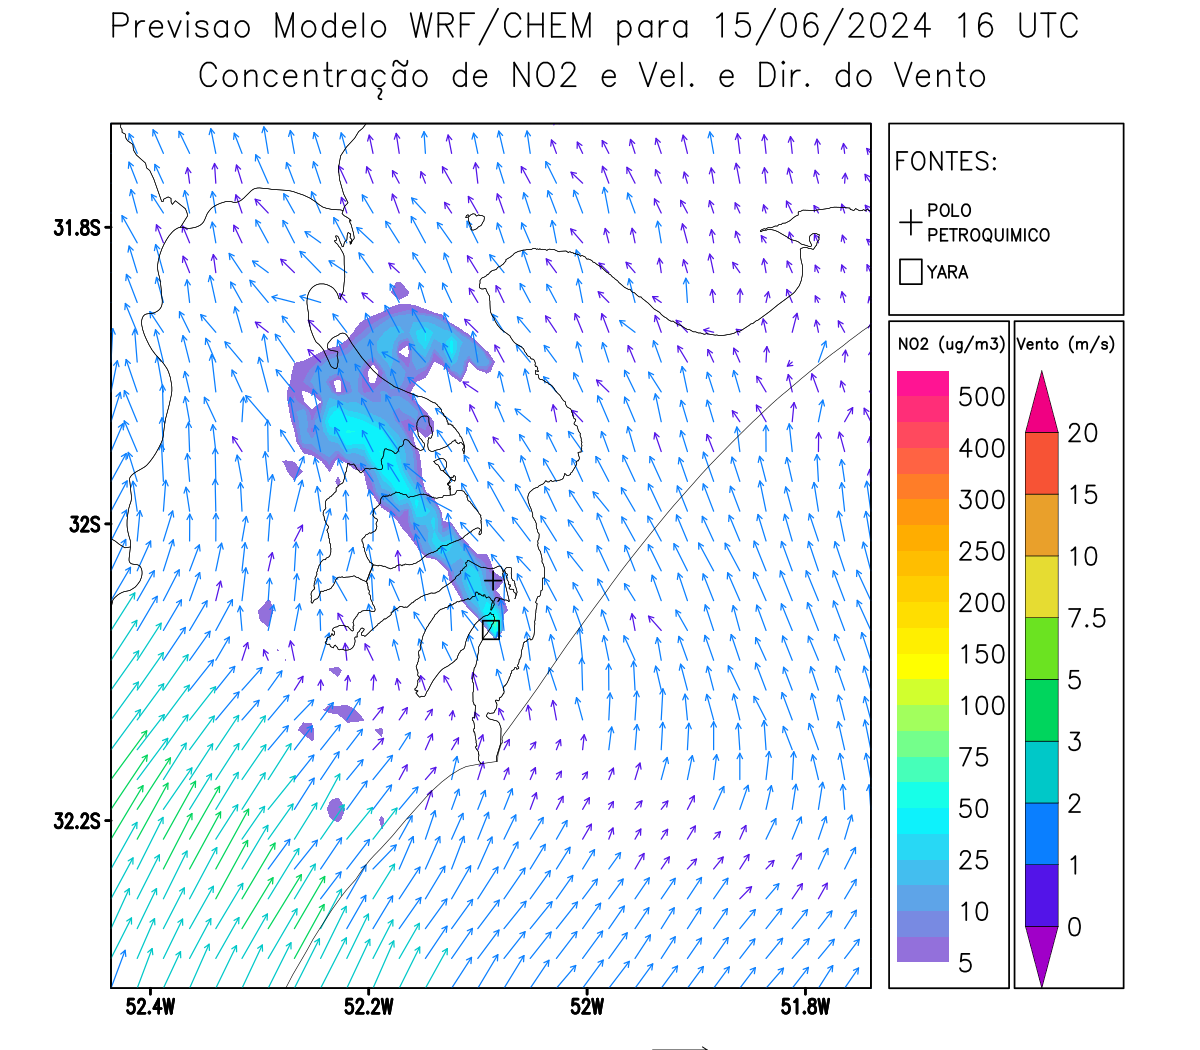 Previsao Modelo WRF/CHEM para 15/06/2024 16 UTC
Concentração de NO2 e Vel. e Dir. do Vento
FONTES:
POLO
PETROQUIMICO
YARA
NO2 (ug/m3)
500
400
300
250
200
150
100
75
50
25
10
5
Vento (m/s)
20
15
10
7.5
5
3
2
1
0
31.8S
32S
32.2S
52.4W
52.2W
52W
51.8W